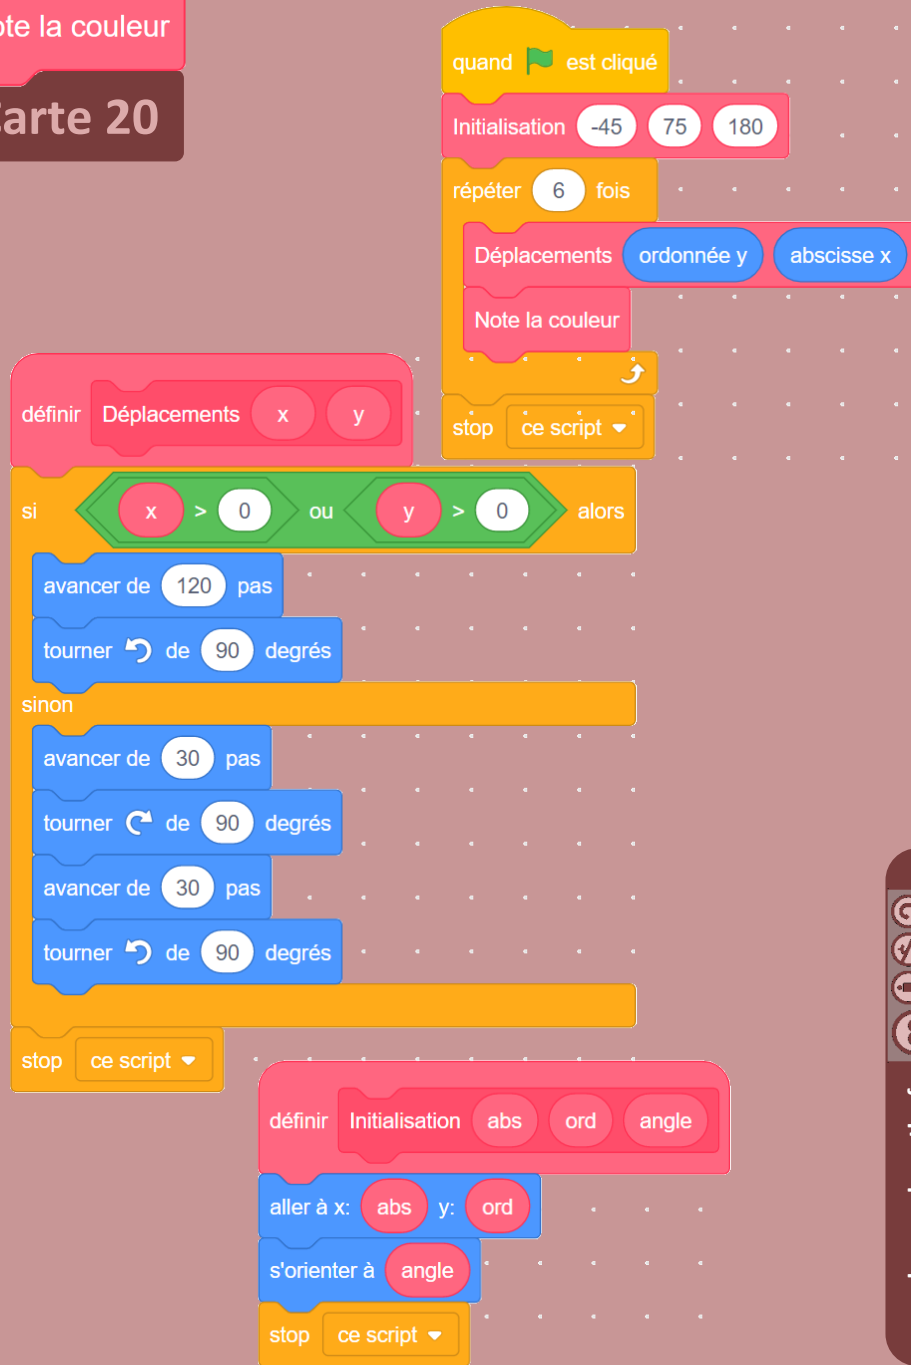 ote la couleur
Carte 20
quand est cliqué
Initialisation -45 75 180
répéter 6 fois
Déplacements ordonnée y abscisse x
Note la couleur
stop ce script
définir Déplacements x y
si x > 0 ou y > 0 alors
avancer de 120 pas
tourner de 90 degrés
sinon
avancer de 30 pas
tourner de 90 degrés
avancer de 30 pas
tourner de 90 degrés
stop ce script
définir Initialisation abs ord angle
aller à x: abs y: ord
s'orienter à angle
stop ce script